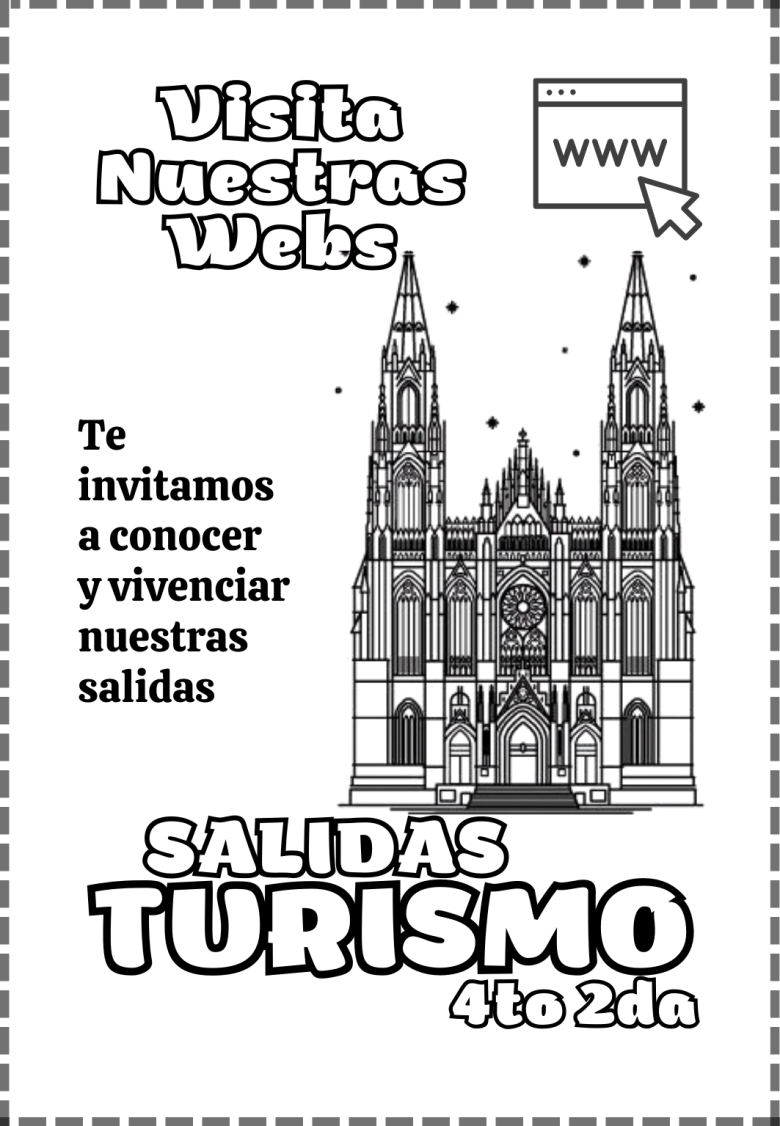 Visita
Nuestras
Webs
WWW
Te
invitamos
a conocer
y vivenciar
nuestras
salidas
SALIDAS
TURISMO
4to 2da